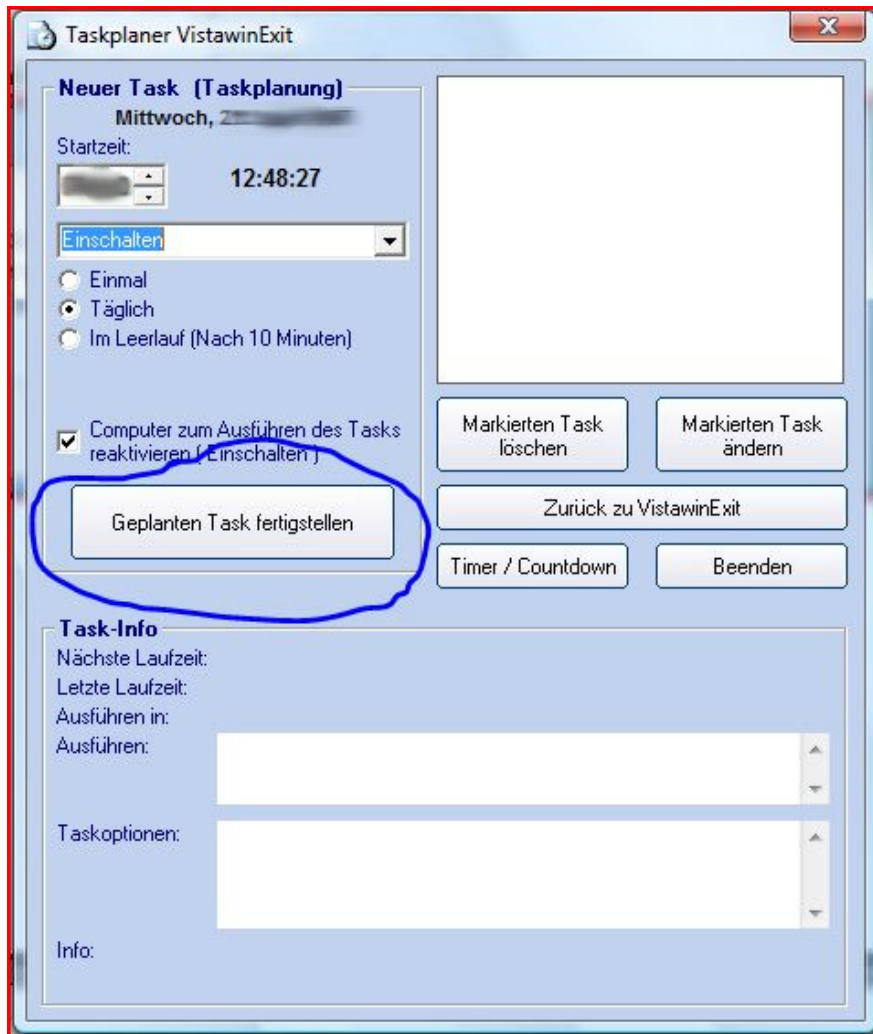 Taskplaner VistawinExit
Neuer Task (Taskplanung)
Mittwoch,
Startzeit:
12:48:27
Einschalten
Einmal
Täglich
Im Leerlauf (Nach 10 Minuten)
Computer zum Ausführen des Tasks
reaktivieren ( Einschalten )
Geplanten Task fertigstellen
Markierten Task
löschen
Markierten Task
ändern
Zurück zu VistawinExit
Timer / Countdown
Beenden
Task-Info
Nächste Laufzeit:
Letzte Laufzeit:
Ausführen in:
Ausführen:
Taskoptionen:
Info: